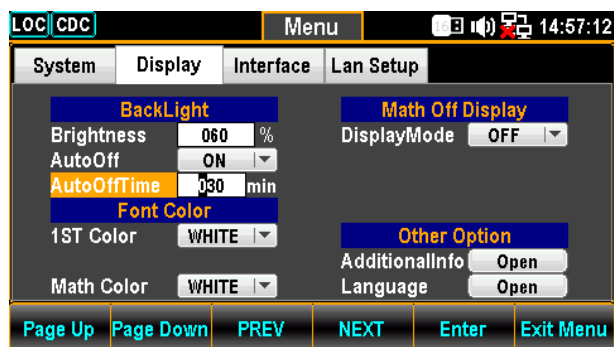 LOC CDC Menu 16 14:57:12
System Display Interface Lan Setup
BackLight Math Off Display
Brightness 060 % DisplayMode OFF
AutoOff ON
AutoOffTime 030 min
Font Color
1ST Color WHITE Other Option
AdditionalInfo Open
Math Color WHITE Language Open
Page Up Page Down PREV NEXT Enter Exit Menu